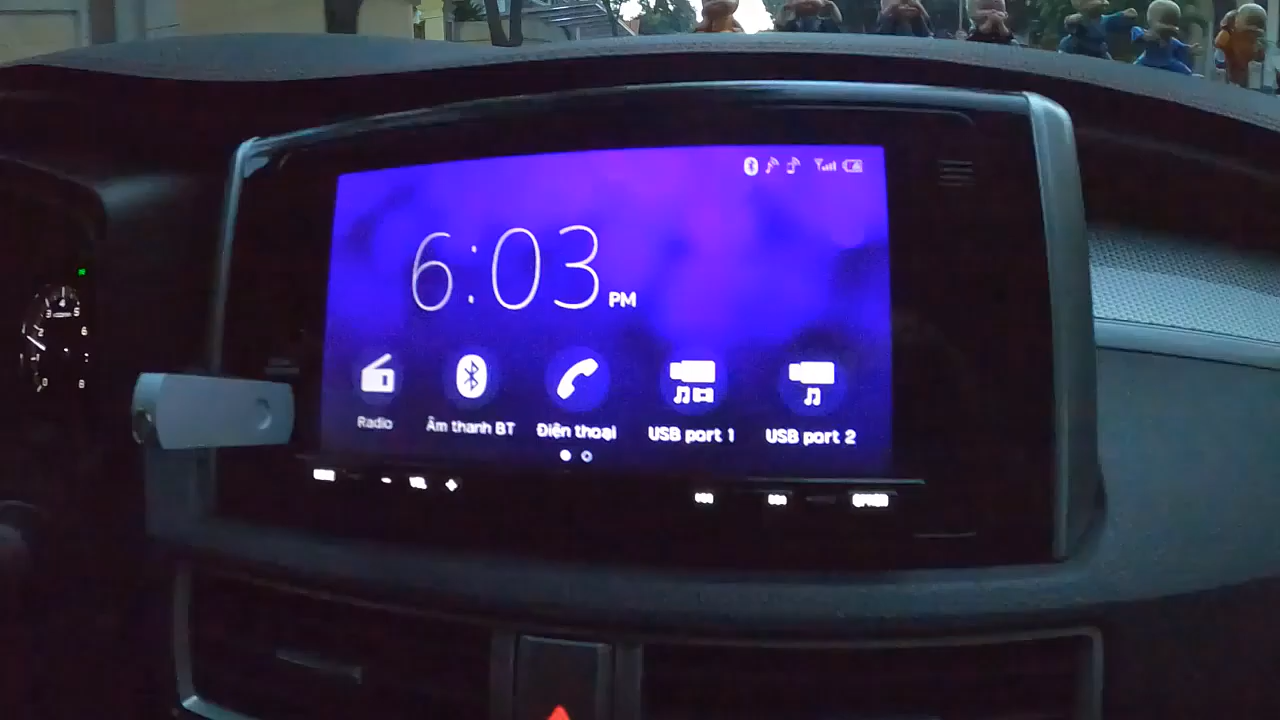 6:03 PM
Radio
Âm thanh BT
Điện thoại
USB port 1
USB port 2